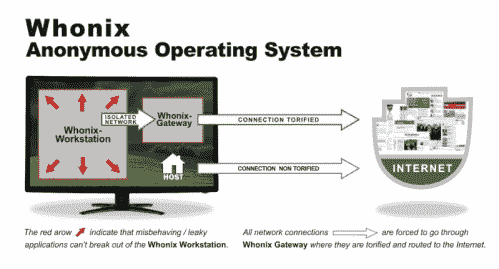 Whonix
Anonymous Operating System
ISOLATED
NETWORK
Whonix-
Gateway
CONNECTION TORIFIED
Whonix-
Workstation
HOST
CONNECTION NON TORIFIED
INTERNET
The red arow indicate that misbehaving / leaky
applications can't break out of the Whonix Workstation.
All network connections are forced to go through
Whonix Gateway where they are torified and routed to the Internet.